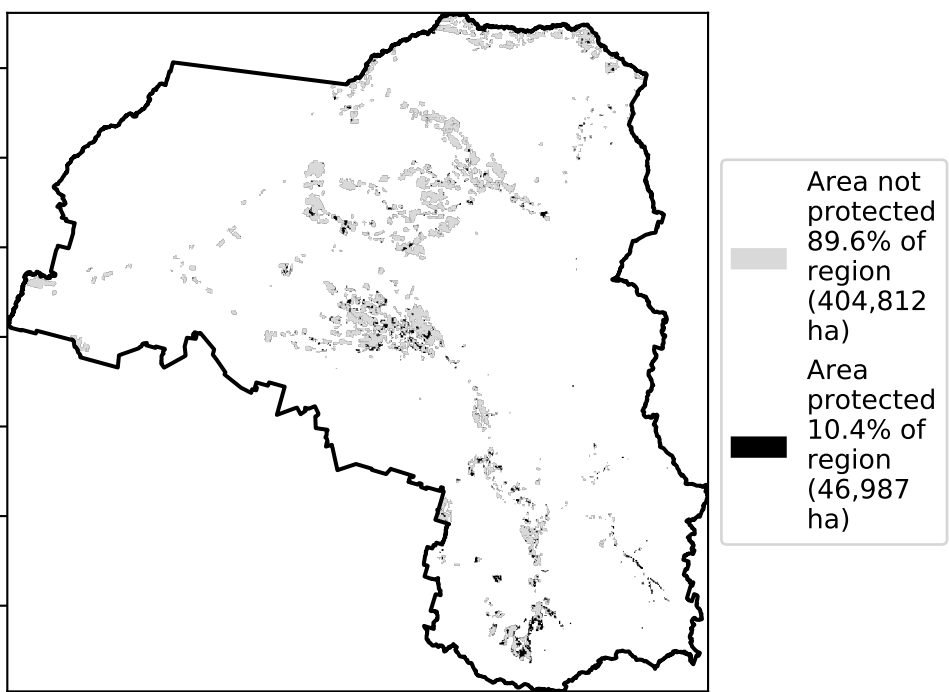 Area not
protected
89.6% of
region
(404,812
ha)
Area
protected
10.4% of
region
(46,987
ha)